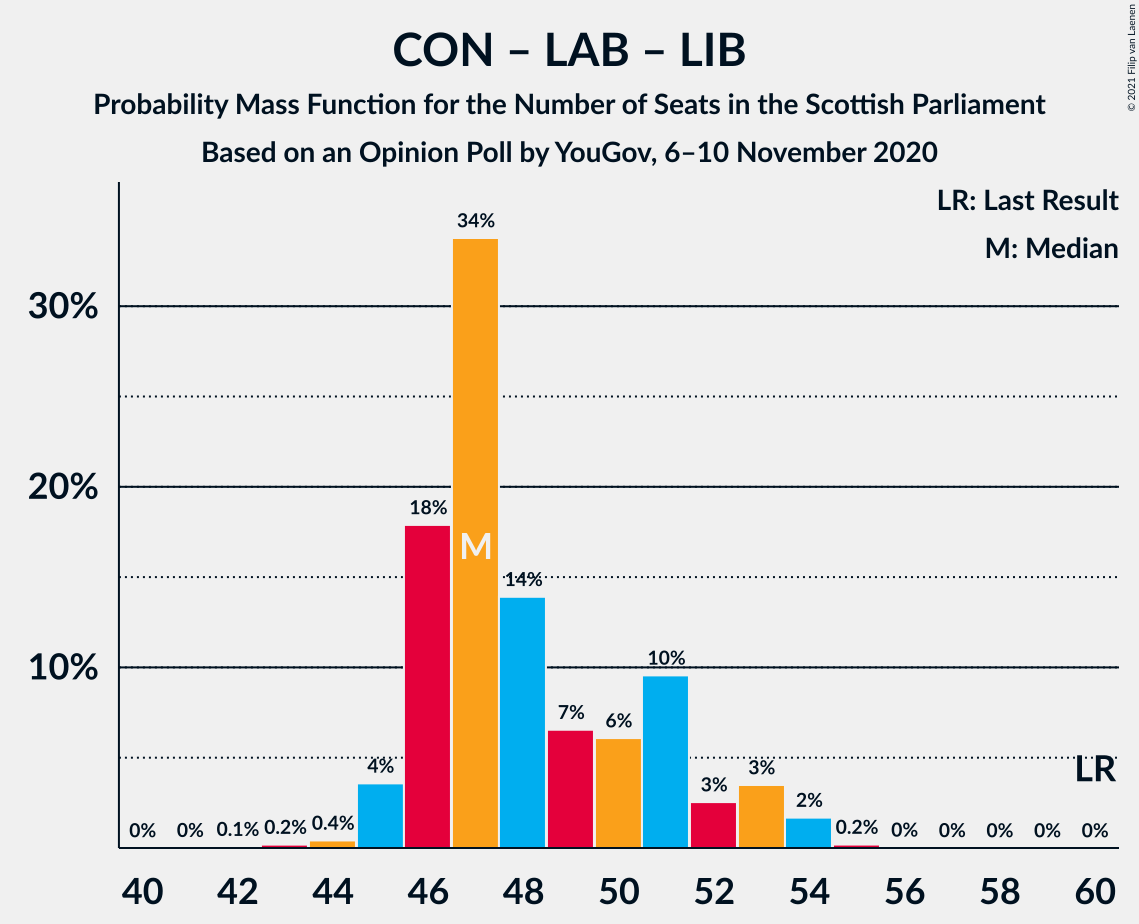 CON – LAB – LIB
Probability Mass Function for the Number of Seats in the Scottish Parliament
Based on an Opinion Poll by YouGov, 6–10 November 2020
© 2021 Filip van Laenen
LR: Last Result
M: Median
30%
20%
10%
0% 0% 0.1% 0.2% 0.4% 4% 18% 34% 14% 7% 6% 10% 3% 3% 2% 0.2% 0% 0% 0% 0% 0%
M
LR
40 42 44 46 48 50 52 54 56 58 60